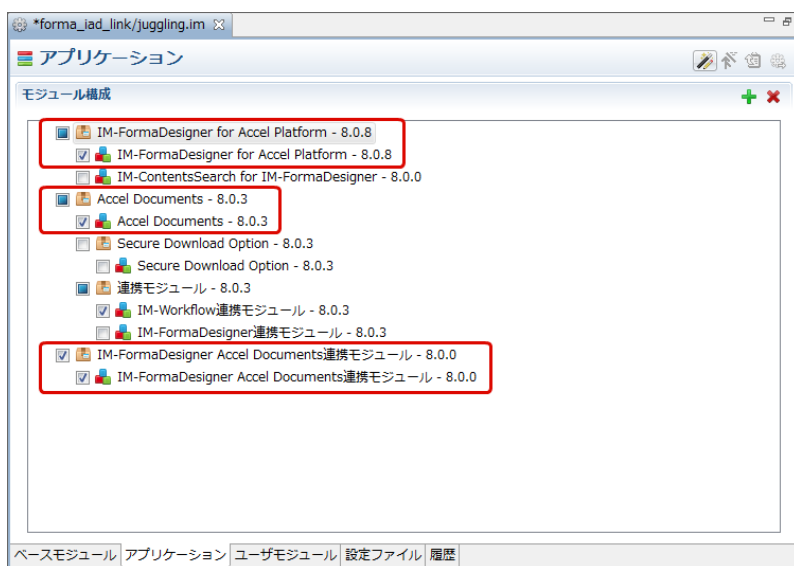 *forma_iad_link/juggling.im
アプリケーション
モジュール構成
IM-FormaDesigner for Accel Platform - 8.0.8
IM-FormaDesigner for Accel Platform - 8.0.8
IM-ContentsSearch for IM-FormaDesigner - 8.0.0
Accel Documents - 8.0.3
Accel Documents - 8.0.3
Secure Download Option - 8.0.3
Secure Download Option - 8.0.3
連携モジュール - 8.0.3
IM-Workflow連携モジュール - 8.0.3
IM-FormaDesigner連携モジュール - 8.0.3
IM-FormaDesigner Accel Documents連携モジュール - 8.0.0
IM-FormaDesigner Accel Documents連携モジュール - 8.0.0
ベースモジュール アプリケーション ユーザモジュール 設定ファイル 履歴